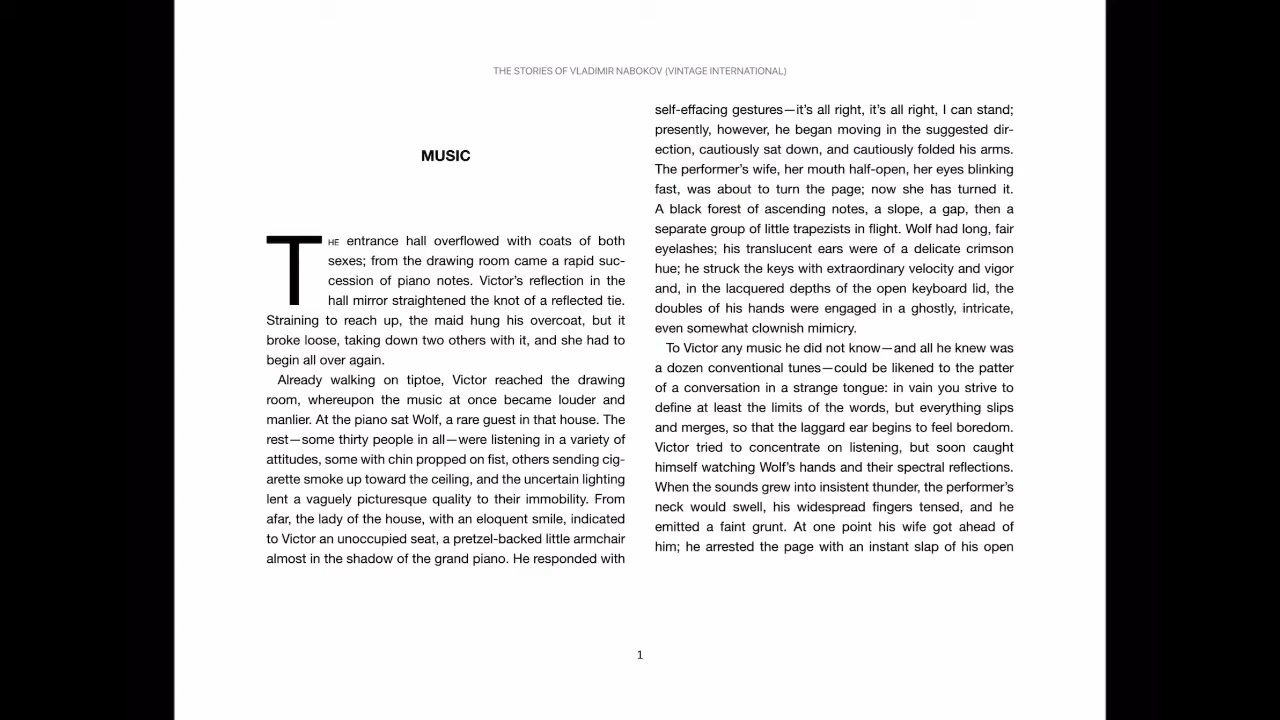 THE STORIES OF VLADIMIR NABOKOV (VINTAGE INTERNATIONAL)
MUSIC
THE entrance hall overflowed with coats of both
sexes; from the drawing room came a rapid suc-
cession of piano notes. Victor's reflection in the
hall mirror straightened the knot of a reflected tie.
Straining to reach up, the maid hung his overcoat, but it
broke loose, taking down two others with it, and she had to
begin all over again.
Already walking on tiptoe, Victor reached the drawing
room, whereupon the music at once became louder and
manlier. At the piano sat Wolf, a rare guest in that house. The
rest—some thirty people in all—were listening in a variety of
attitudes, some with chin propped on fist, others sending cig-
arette smoke up toward the ceiling, and the uncertain lighting
lent a vaguely picturesque quality to their immobility. From
afar, the lady of the house, with an eloquent smile, indicated
to Victor an unoccupied seat, a pretzel-backed little armchair
almost in the shadow of the grand piano. He responded with
self-effacing gestures—it's all right, it's all right, I can stand;
presently, however, he began moving in the suggested dir-
ection, cautiously sat down, and cautiously folded his arms.
The performer's wife, her mouth half-open, her eyes blinking
fast, was about to turn the page; now she has turned it.
A black forest of ascending notes, a slope, a gap, then a
separate group of little trapezists in flight. Wolf had long, fair
eyelashes; his translucent ears were of a delicate crimson
hue; he struck the keys with extraordinary velocity and vigor
and, in the lacquered depths of the open keyboard lid, the
doubles of his hands were engaged in a ghostly, intricate,
even somewhat clownish mimicry.
To Victor any music he did not know—and all he knew was
a dozen conventional tunes—could be likened to the patter
of a conversation in a strange tongue: in vain you strive to
define at least the limits of the words, but everything slips
and merges, so that the laggard ear begins to feel boredom.
Victor tried to concentrate on listening, but soon caught
himself watching Wolf's hands and their spectral reflections.
When the sounds grew into insistent thunder, the performer's
neck would swell, his widespread fingers tensed, and he
emitted a faint grunt. At one point his wife got ahead of
him; he arrested the page with an instant slap of his open
1